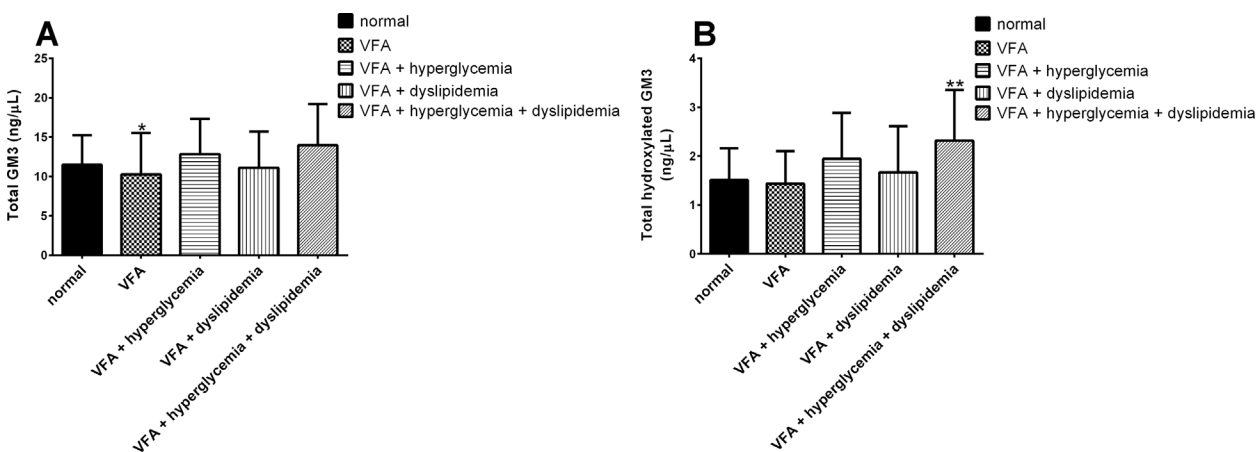 A
Total GM3 (ng/μL)
25
20
15
10
5
0
*
normal
VFA
VFA + hyperglycemia
VFA + dyslipidemia
VFA + hyperglycemia + dyslipidemia
normal
VFA
VFA + hyperglycemia
VFA + dyslipidemia
VFA + hyperglycemia + dyslipidemia
B
Total hydroxylated GM3
(ng/μL)
4
3
2
1
0
**
normal
VFA
VFA + hyperglycemia
VFA + dyslipidemia
VFA + hyperglycemia + dyslipidemia
normal
VFA
VFA + hyperglycemia
VFA + dyslipidemia
VFA + hyperglycemia + dyslipidemia